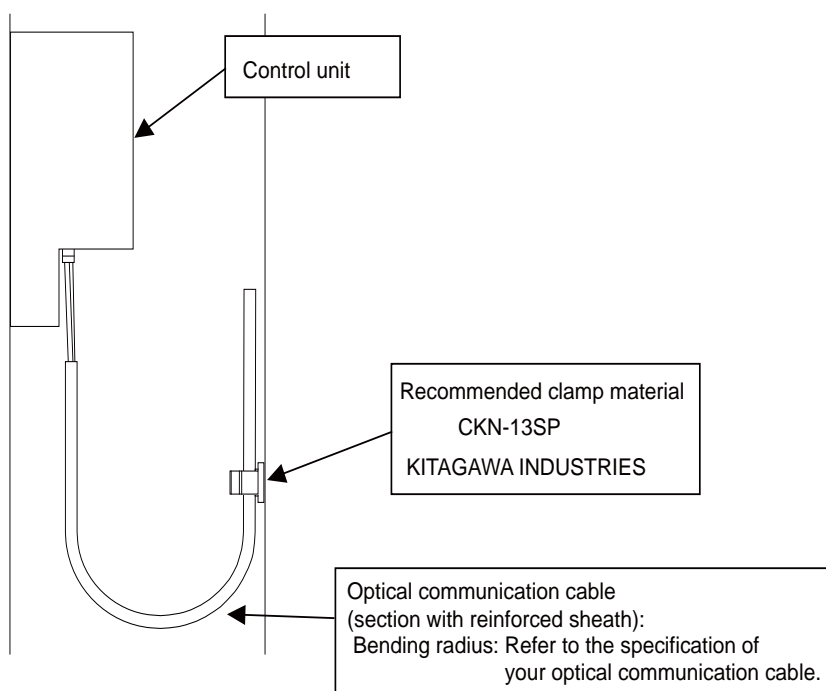 Control unit
Recommended clamp material
CKN-13SP
KITAGAWA INDUSTRIES
Optical communication cable
(section with reinforced sheath):
Bending radius: Refer to the specification of
your optical communication cable.